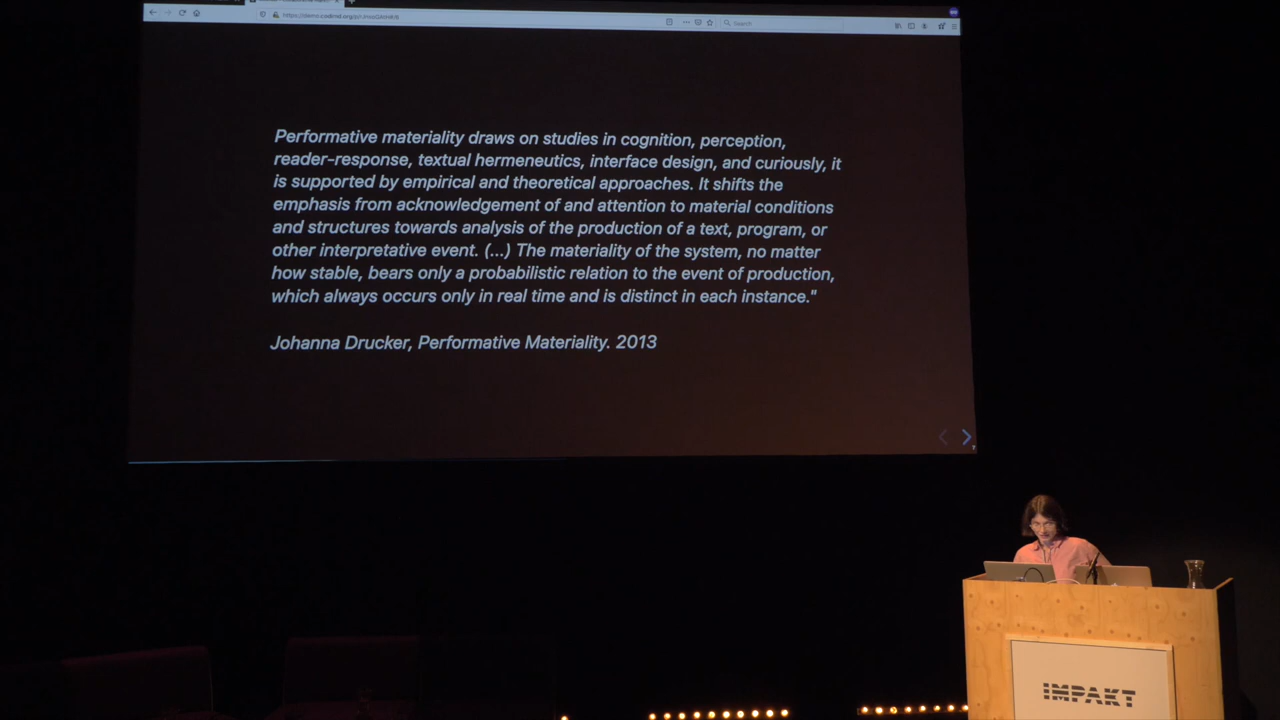 Search
Performative materiality draws on studies in cognition, perception,
reader-response, textual hermeneutics, interface design, and curiously, it
is supported by empirical and theoretical approaches. It shifts the
emphasis from acknowledgement of and attention to material conditions
and structures towards analysis of the production of a text, program, or
other interpretative event. (...) The materiality of the system, no matter
how stable, bears only a probabilistic relation to the event of production,
which always occurs only in real time and is distinct in each instance."
Johanna Drucker, Performative Materiality. 2013
IMPAKT